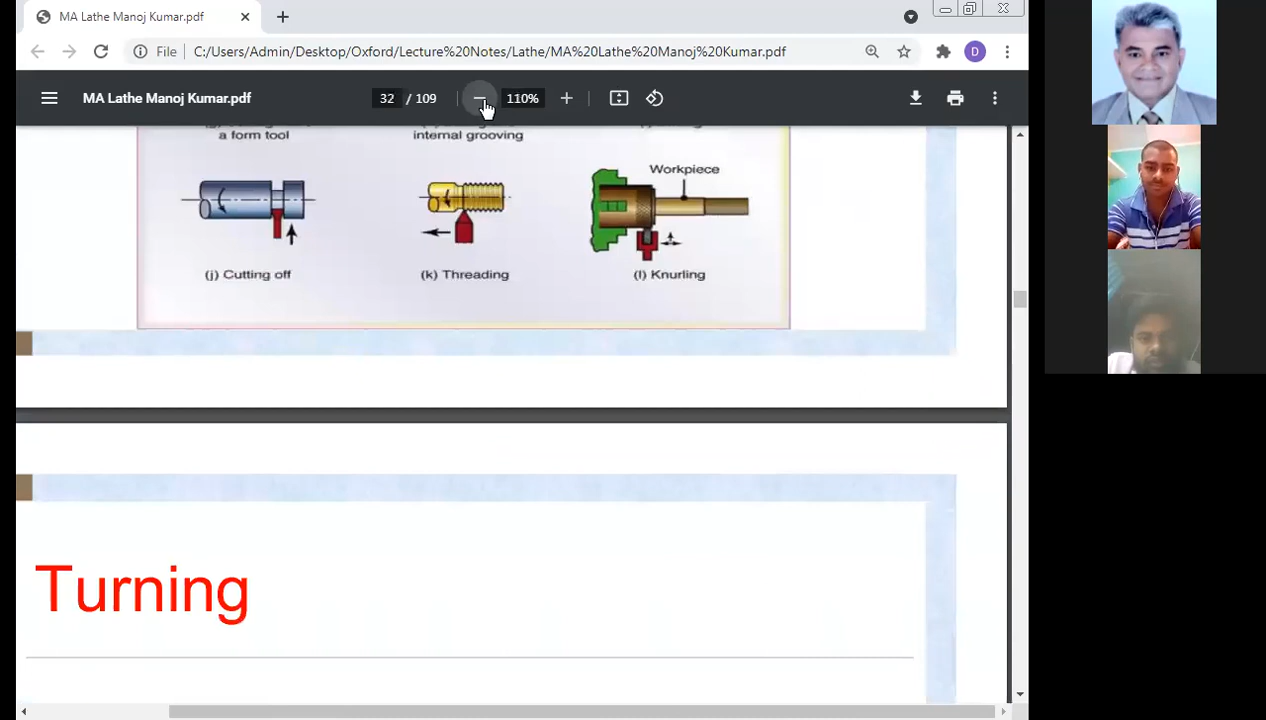 MA Lathe Manoj Kumar.pdf
File
C:/Users/Admin/Desktop/Oxford/Lecture%20Notes/Lathe/MA%20Lathe%20Manoj%20Kumar.pdf
D
MA Lathe Manoj Kumar.pdf
32 / 109
110%
a form tool
internal grooving
Workpiece
(j) Cutting off
(k) Threading
(l) Knurling
Turning